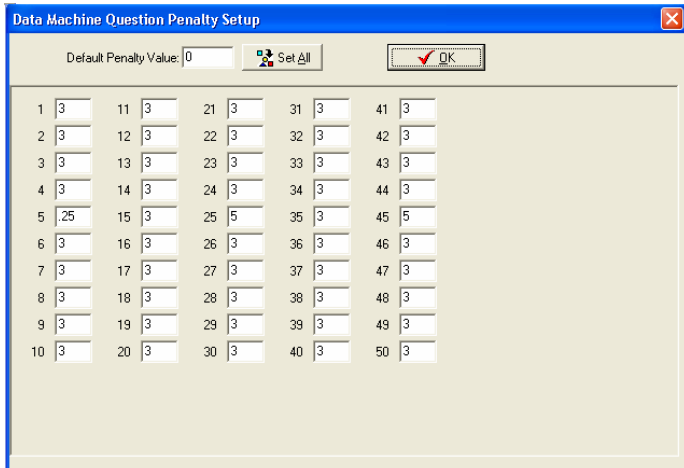 Data Machine Question Penalty Setup
Default Penalty Value: 0 Set All OK
1 3 11 3 21 3 31 3 41 3
2 3 12 3 22 3 32 3 42 3
3 3 13 3 23 3 33 3 43 3
4 3 14 3 24 3 34 3 44 3
5 .25 15 3 25 5 35 3 45 5
6 3 16 3 26 3 36 3 46 3
7 3 17 3 27 3 37 3 47 3
8 3 18 3 28 3 38 3 48 3
9 3 19 3 29 3 39 3 49 3
10 3 20 3 30 3 40 3 50 3